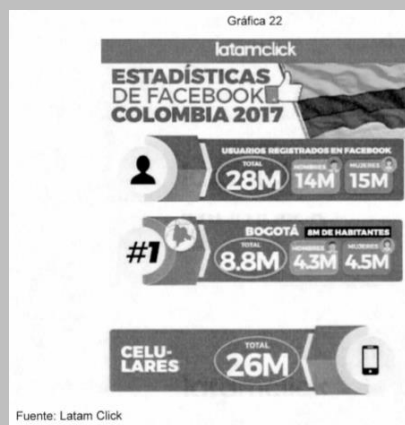 Gráfica 22
latamclick
ESTADÍSTICAS
DE FACEBOOK
COLOMBIA 2017
USUARIOS REGISTRADOS EN FACEBOOK
TOTAL
28M
HOMBRES
14M
MUJERES
15M
#1
BOGOTÁ 8M DE HABITANTES
TOTAL
8.8M
HOMBRES
4.3M
MUJERES
4.5M
CELU-
LARES
TOTAL
26M
Fuente: Latam Click